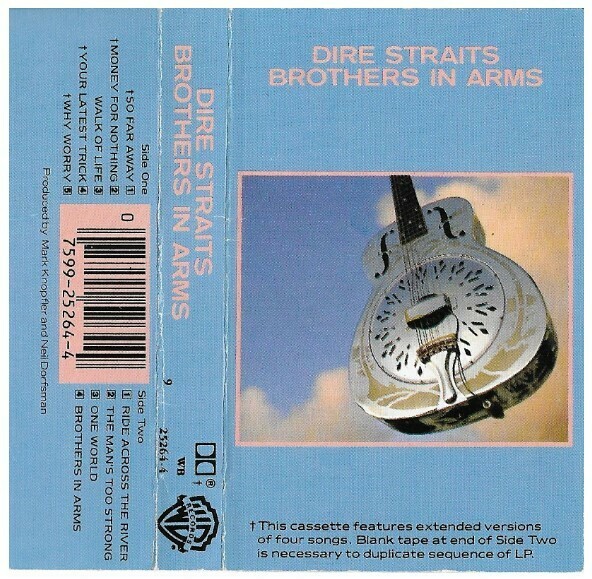 DIRE STRAITS
BROTHERS IN ARMS
†This cassette features extended versions
of four songs. Blank tape at end of Side Two
is necessary to duplicate sequence of LP.
DIRE STRAITS
BROTHERS IN ARMS
9 25264-4
WB
®
†
WB
RECORDS
Side One
†SO FAR AWAY 1
†MONEY FOR NOTHING 2
WALK OF LIFE 3
†YOUR LATEST TRICK 4
†WHY WORRY 5
0
7599-25264-4
Side Two
1 RIDE ACROSS THE RIVER
2 THE MAN'S TOO STRONG
3 ONE WORLD
4 BROTHERS IN ARMS
Produced by Mark Knopfler and Neil Dorfsman